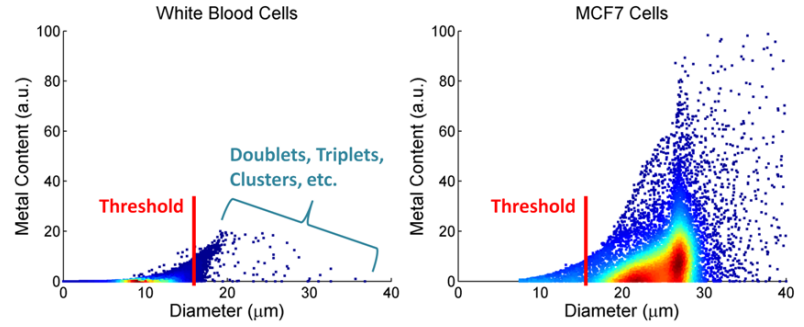 White Blood Cells
100
80
60
40
20
0
Metal Content (a.u.)
Doublets, Triplets,
Clusters, etc.
Threshold
0 10 20 30 40
Diameter (μm)
MCF7 Cells
100
80
60
40
20
0
Metal Content (a.u.)
Threshold
0 10 20 30 40
Diameter (μm)